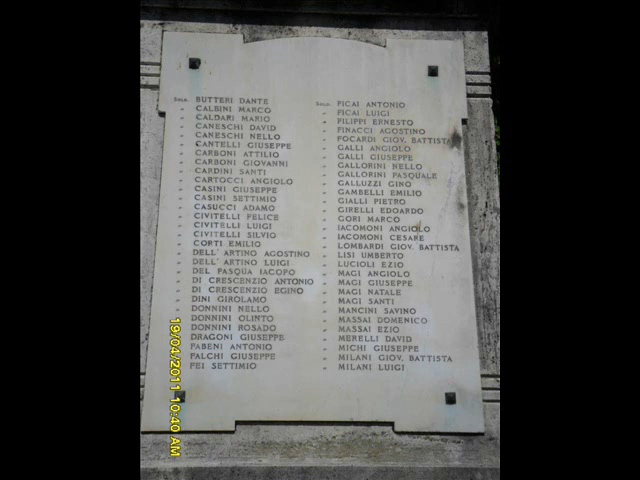 Sold. BUTTERI DANTE
" CALBINI MARCO
" CALDARI MARIO
" CANESCHI DAVID
" CANESCHI NELLO
" CANTELLI GIUSEPPE
" CARBONI ATTILIO
" CARBONI GIOVANNI
" CARDINI SANTI
" CARTOCCI ANGIOLO
" CASINI GIUSEPPE
" CASINI SETTIMIO
" CASUCCI ADAMO
" CIVITELLI FELICE
" CIVITELLI LUIGI
" CIVITELLI SILVIO
" CORTI EMILIO
" DELL'ARTINO AGOSTINO
" DELL'ARTINO LUIGI
" DEL PASQUA IACOPO
" DI CRESCENZIO ANTONIO
" DI CRESCENZIO EGINO
" DINI GIROLAMO
" DONNINI NELLO
" DONNINI OLINTO
" DONNINI ROSADO
" DRAGONI GIUSEPPE
" FABENI ANTONIO
" FALCHI GIUSEPPE
" FEI SETTIMIO
Sold. FICAI ANTONIO
" FICAI LUIGI
" FILIPPI ERNESTO
" FINACCI AGOSTINO
" FOCARDI GIOV. BATTISTA
" GALLI ANGIOLO
" GALLI GIUSEPPE
" GALLORINI NELLO
" GALLORINI PASQUALE
" GALLUZZI GINO
" GAMBELLI EMILIO
" GIALLI PIETRO
" GIRELLI EDOARDO
" GORI MARCO
" IACOMONI ANGIOLO
" IACOMONI CESARE
" LOMBARDI GIOV. BATTISTA
" LISI UMBERTO
" LUCIOLI EZIO
" MAGI ANGIOLO
" MAGI GIUSEPPE
" MAGI NATALE
" MAGI SANTI
" MANCINI SAVINO
" MASSAI DOMENICO
" MASSAI EZIO
" MERELLI DAVID
" MICHI GIUSEPPE
" MILANI GIOV. BATTISTA
" MILANI LUIGI
19/04/2011 10:40 AM